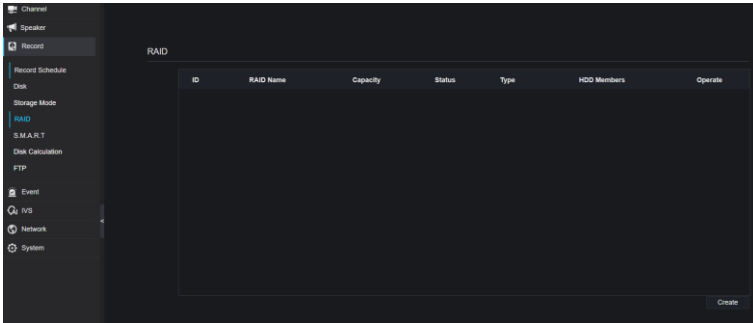 Channel
Speaker
Record
Record Schedule
Disk
Storage Mode
RAID
S.M.A.R.T
Disk Calculation
FTP
Event
IVS
Network
System
<
RAID
ID RAID Name Capacity Status Type HDD Members Operate
Create